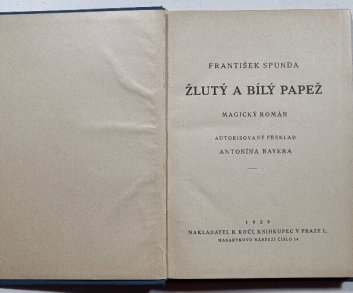 FRANTIŠEK SPUNDA
ŽLUTÝ A BÍLÝ PAPEŽ
MAGICKÝ ROMÁN
AUTORISOVANÝ PŘEKLAD
ANTONÍNA BAYERA
1929
NAKLADATEL B. KOČÍ, KNIHKUPEC V PRAZE I.
MASARYKOVO NÁBŘEŽÍ ČÍSLO 14